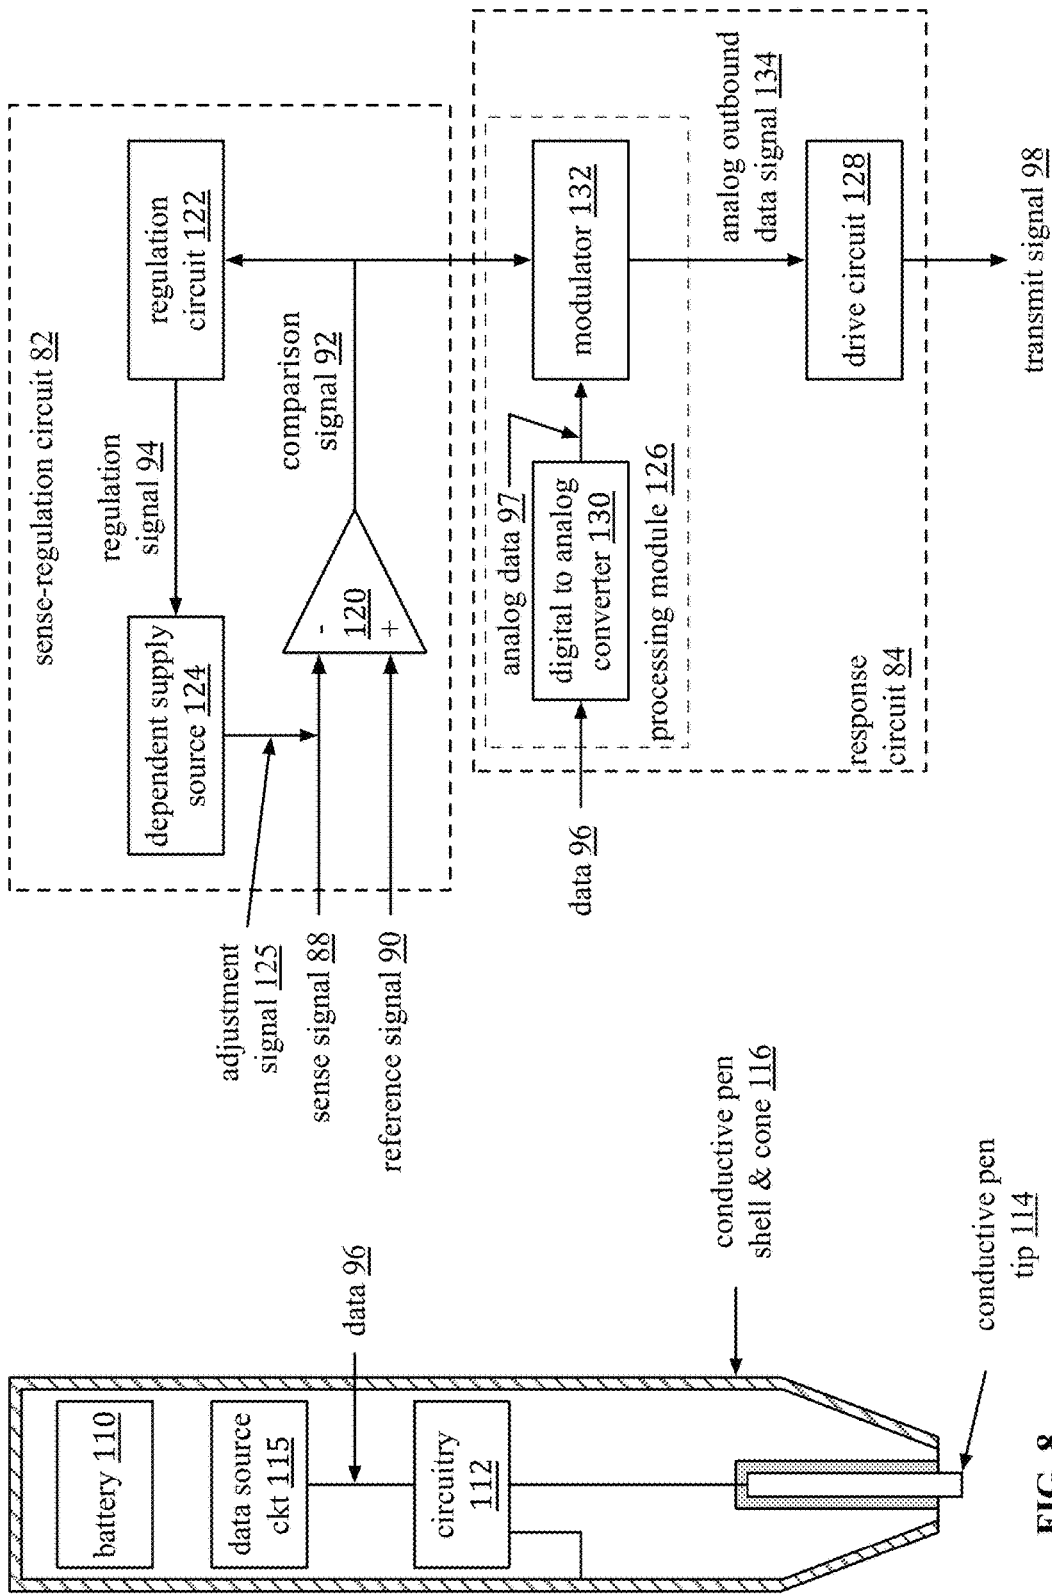 sense-regulation circuit 82
regulation
circuit 122
regulation
signal 94
dependent supply
source 124
comparison
signal 92
-
120
+
adjustment
signal 125
sense signal 88
reference signal 90
modulator 132
analog data 97
digital to analog
converter 130
processing module 126
data 96
analog outbound
data signal 134
drive circuit 128
response
circuit 84
transmit signal 98
battery 110
data source
ckt 115
data 96
circuitry
112
conductive pen
shell & cone 116
conductive pen
tip 114
FIG. 8